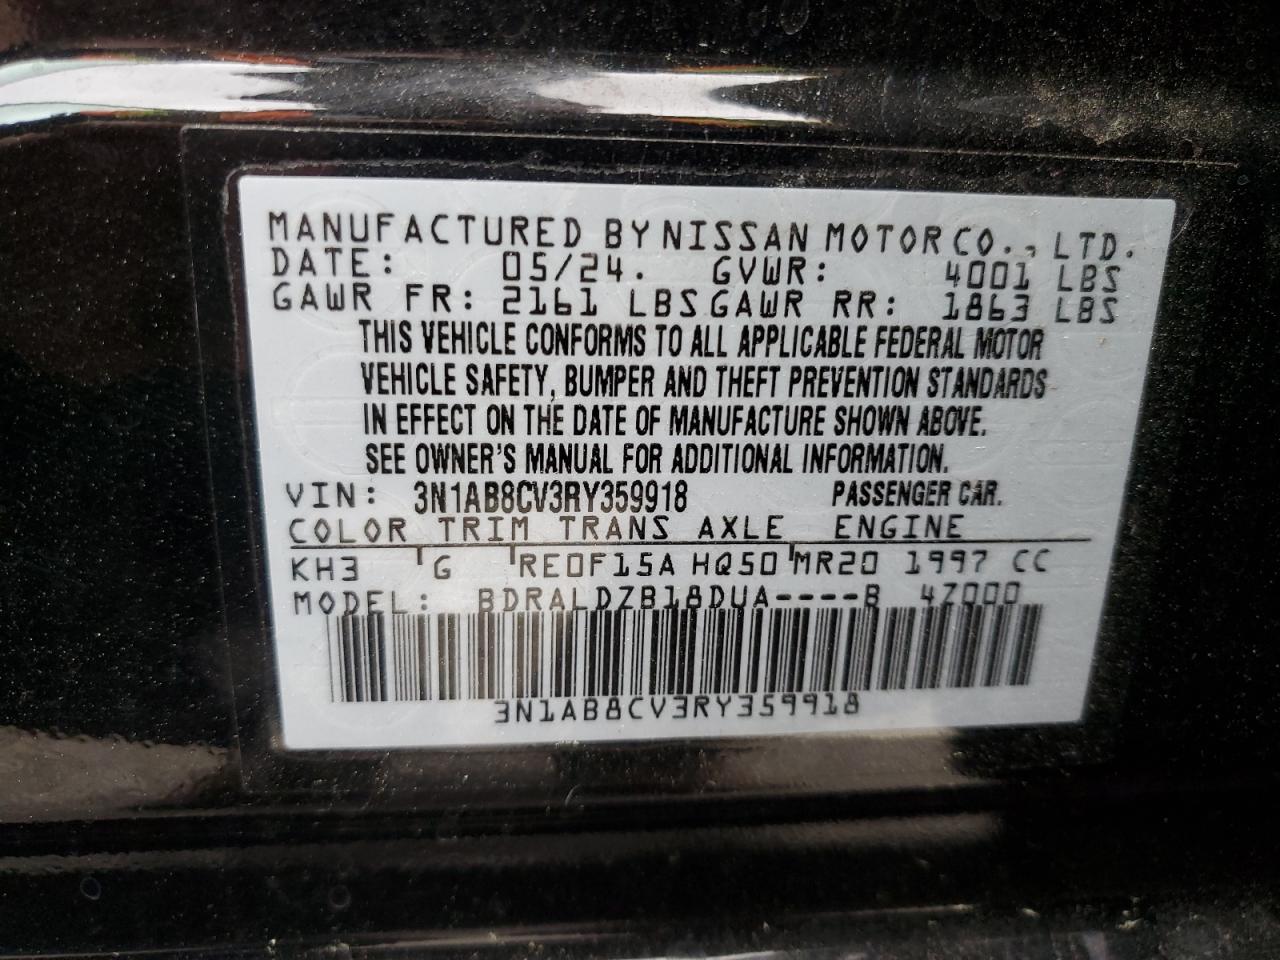 MANUFACTURED BY NISSAN MOTOR CO., LTD.
DATE: 05/24. GVWR: 4001 LBS
GAWR FR: 2161 LBS GAWR RR: 1863 LBS
THIS VEHICLE CONFORMS TO ALL APPLICABLE FEDERAL MOTOR
VEHICLE SAFETY, BUMPER AND THEFT PREVENTION STANDARDS
IN EFFECT ON THE DATE OF MANUFACTURE SHOWN ABOVE.
SEE OWNER'S MANUAL FOR ADDITIONAL INFORMATION.
VIN: 3N1AB8CV3RY359918 PASSENGER CAR.
COLOR TRIM TRANS AXLE ENGINE
KH3 G RE0F15A HQ50 MR20 1997 CC
MODEL: BDRALDZB18DUA----B 4Z000
3N1AB8CV3RY359918